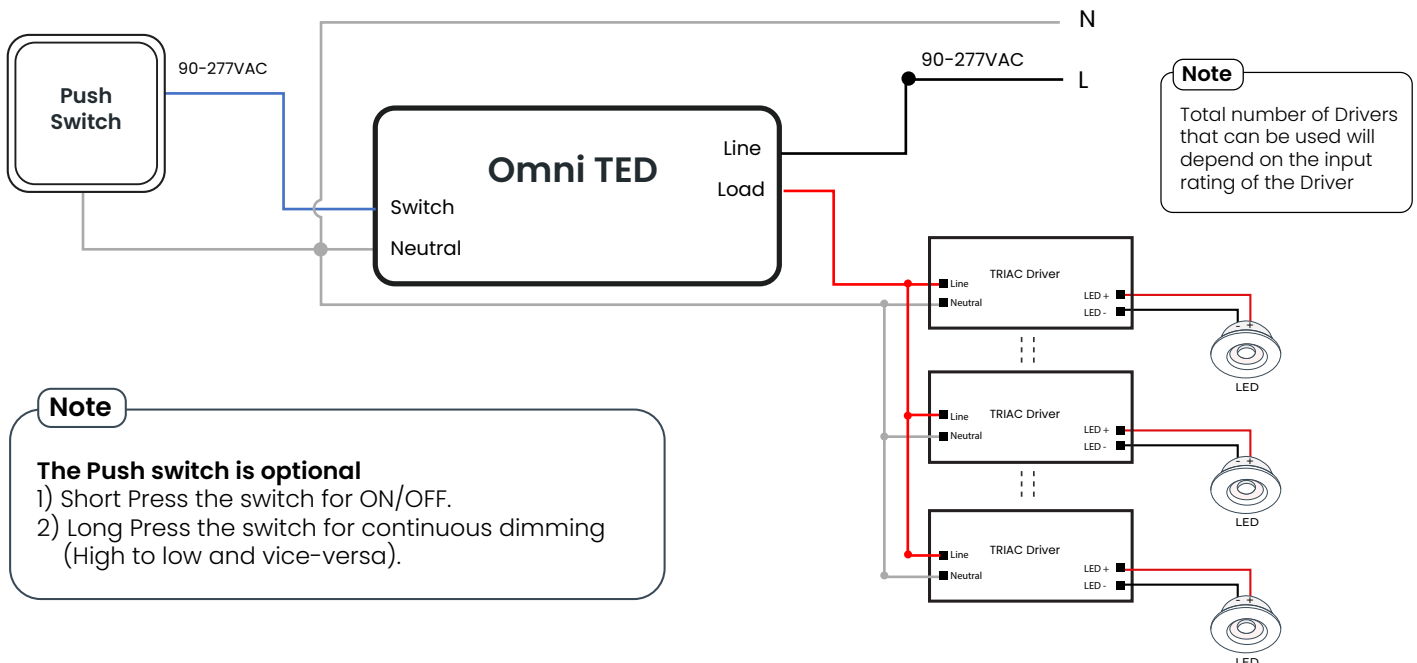 N
90-277VAC
L
90-277VAC
Push
Switch
Note
Total number of Drivers
that can be used will
depend on the input
rating of the Driver
Omni TED
Line
Load
Switch
Neutral
TRIAC Driver
Line
Neutral
LED +
LED -
- +
LED
TRIAC Driver
Line
Neutral
LED +
LED -
- +
LED
TRIAC Driver
Line
Neutral
LED +
LED -
- +
LED
Note
The Push switch is optional
1) Short Press the switch for ON/OFF.
2) Long Press the switch for continuous dimming
(High to low and vice-versa).